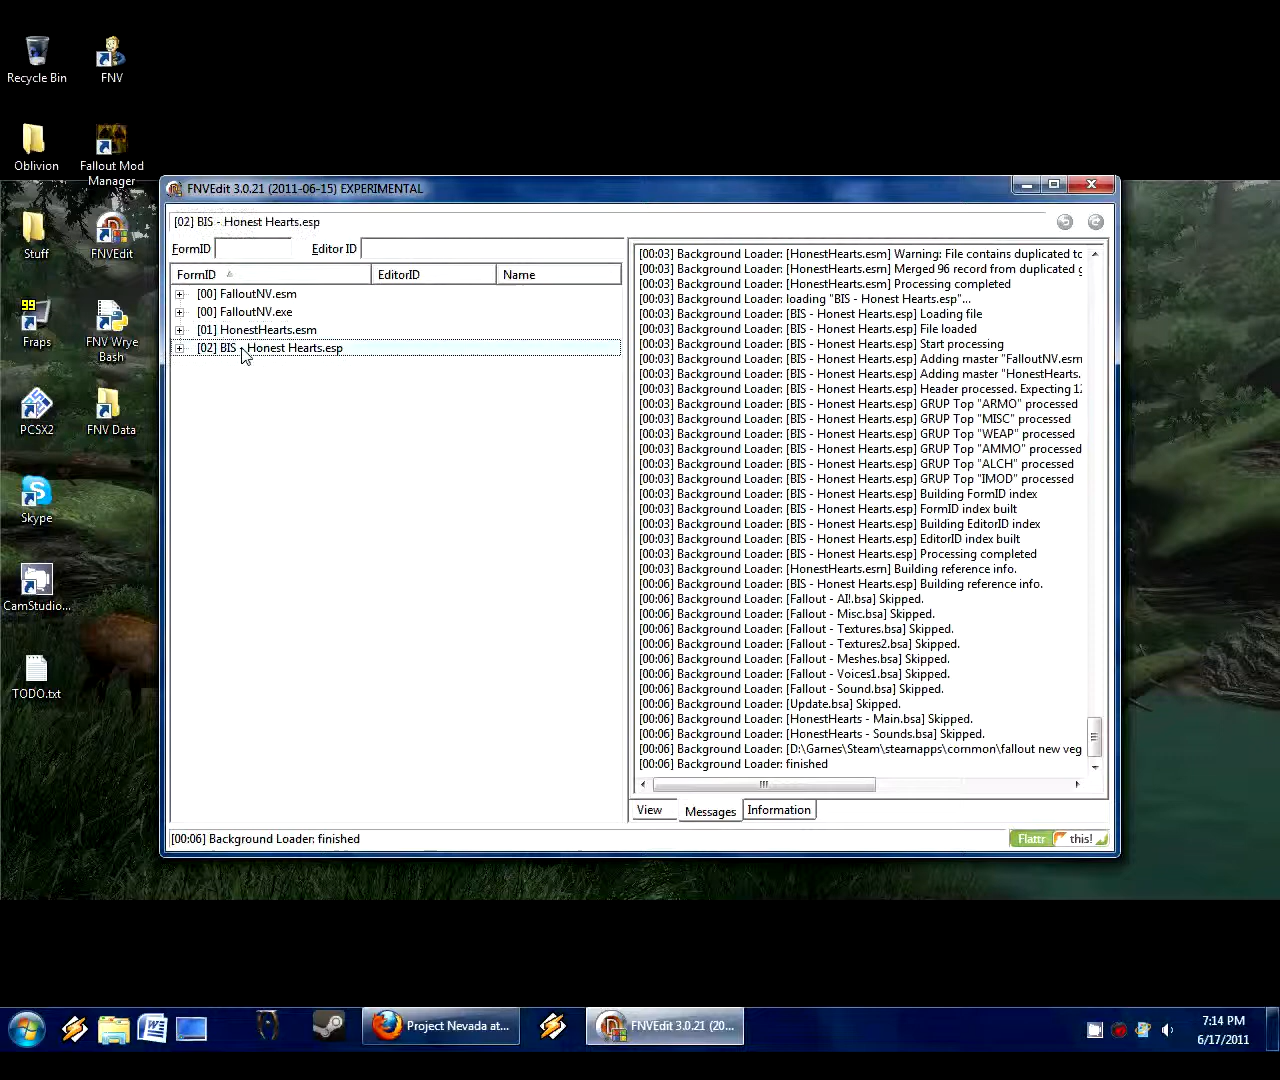 Recycle Bin
FNV
Oblivion
Fallout Mod
Manager
Stuff
FNVEdit
99
Fraps
FNV Wrye
Bash
PCSX2
FNV Data
Skype
CamStudio...
TODO.txt
FNVEdit 3.0.21 (2011-06-15) EXPERIMENTAL
[02] BIS - Honest Hearts.esp
FormID
Editor ID
FormID
EditorID
Name
[00] FalloutNV.esm
[00] FalloutNV.exe
[01] HonestHearts.esm
[02] BIS - Honest Hearts.esp
[00:03] Background Loader: [HonestHearts.esm] Warning: File contains duplicated to
[00:03] Background Loader: [HonestHearts.esm] Merged 96 record from duplicated g
[00:03] Background Loader: [HonestHearts.esm] Processing completed
[00:03] Background Loader: loading "BIS - Honest Hearts.esp"...
[00:03] Background Loader: [BIS - Honest Hearts.esp] Loading file
[00:03] Background Loader: [BIS - Honest Hearts.esp] File loaded
[00:03] Background Loader: [BIS - Honest Hearts.esp] Start processing
[00:03] Background Loader: [BIS - Honest Hearts.esp] Adding master "FalloutNV.esm
[00:03] Background Loader: [BIS - Honest Hearts.esp] Adding master "HonestHearts.
[00:03] Background Loader: [BIS - Honest Hearts.esp] Header processed. Expecting 12
[00:03] Background Loader: [BIS - Honest Hearts.esp] GRUP Top "ARMO" processed
[00:03] Background Loader: [BIS - Honest Hearts.esp] GRUP Top "MISC" processed
[00:03] Background Loader: [BIS - Honest Hearts.esp] GRUP Top "WEAP" processed
[00:03] Background Loader: [BIS - Honest Hearts.esp] GRUP Top "AMMO" processed
[00:03] Background Loader: [BIS - Honest Hearts.esp] GRUP Top "ALCH" processed
[00:03] Background Loader: [BIS - Honest Hearts.esp] GRUP Top "IMOD" processed
[00:03] Background Loader: [BIS - Honest Hearts.esp] Building FormID index
[00:03] Background Loader: [BIS - Honest Hearts.esp] FormID index built
[00:03] Background Loader: [BIS - Honest Hearts.esp] Building EditorID index
[00:03] Background Loader: [BIS - Honest Hearts.esp] EditorID index built
[00:03] Background Loader: [BIS - Honest Hearts.esp] Processing completed
[00:03] Background Loader: [HonestHearts.esm] Building reference info.
[00:06] Background Loader: [BIS - Honest Hearts.esp] Building reference info.
[00:06] Background Loader: [Fallout - AI!.bsa] Skipped.
[00:06] Background Loader: [Fallout - Misc.bsa] Skipped.
[00:06] Background Loader: [Fallout - Textures.bsa] Skipped.
[00:06] Background Loader: [Fallout - Textures2.bsa] Skipped.
[00:06] Background Loader: [Fallout - Meshes.bsa] Skipped.
[00:06] Background Loader: [Fallout - Voices1.bsa] Skipped.
[00:06] Background Loader: [Fallout - Sound.bsa] Skipped.
[00:06] Background Loader: [Update.bsa] Skipped.
[00:06] Background Loader: [HonestHearts - Main.bsa] Skipped.
[00:06] Background Loader: [HonestHearts - Sounds.bsa] Skipped.
[00:06] Background Loader: [D:\Games\Steam\steamapps\common\fallout new veg
[00:06] Background Loader: finished
View
Messages
Information
[00:06] Background Loader: finished
Flattr this!
Project Nevada at...
FNVEdit 3.0.21 (20...
7:14 PM
6/17/2011